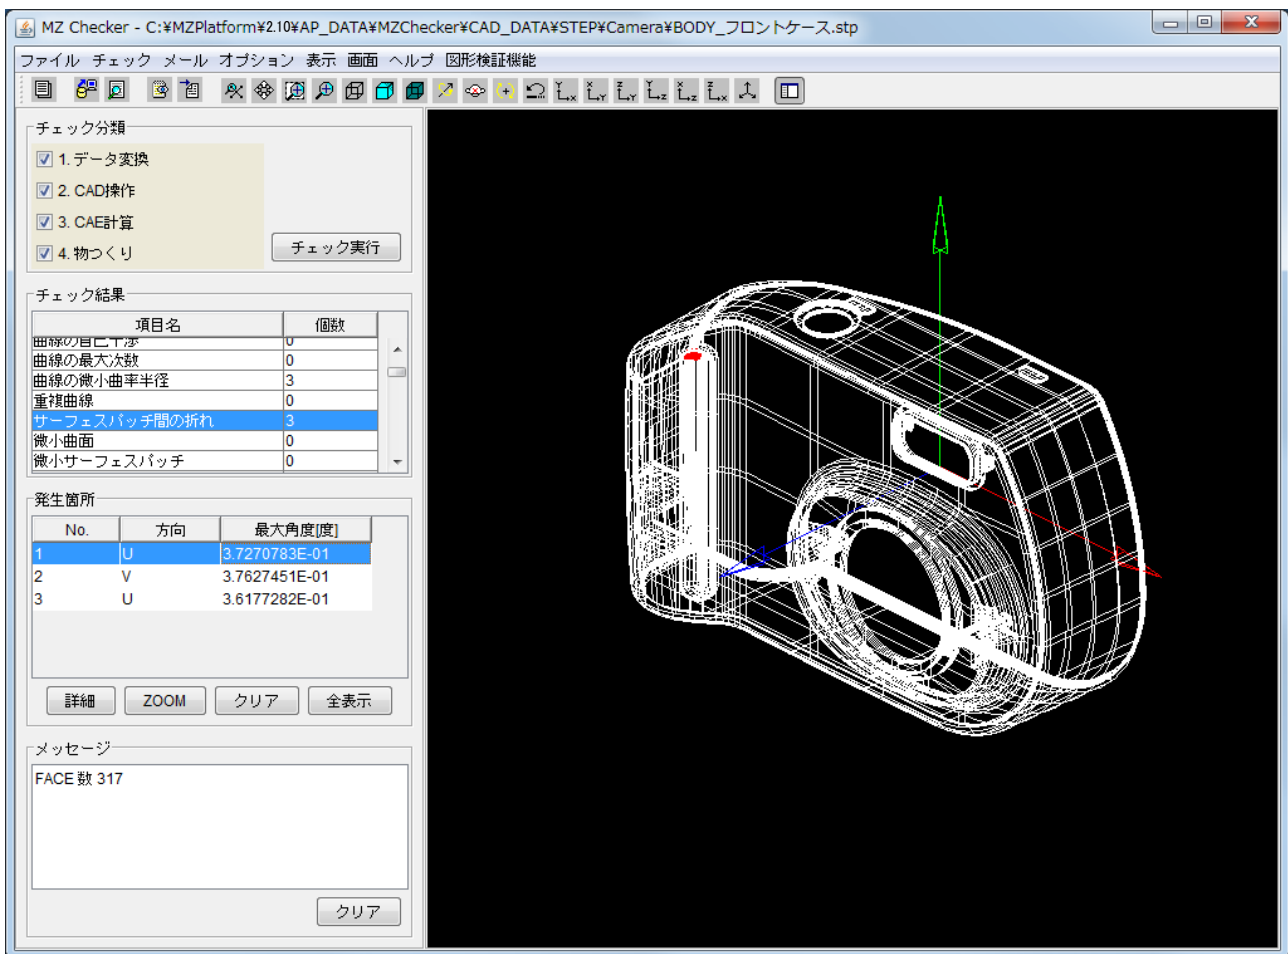 MZ Checker - C:¥MZPlatform¥2.10¥AP_DATA¥MZChecker¥CAD_DATA¥STEP¥Camera¥BODY_フロントケース.stp
ファイル チェック メール オプション 表示 画面 ヘルプ 図形検証機能
チェック分類
1. データ変換
2. CAD操作
3. CAE計算
4. 物つくり
チェック実行
チェック結果
項目名 個数
曲線の自己干渉 0
曲線の最大次数 0
曲線の微小曲率半径 3
重複曲線 0
サーフェスパッチ間の折れ 3
微小曲面 0
微小サーフェスパッチ 0
発生箇所
No. 方向 最大角度[度]
1 U 3.7270783E-01
2 V 3.7627451E-01
3 U 3.6177282E-01
詳細 ZOOM クリア 全表示
メッセージ
FACE 数 317
クリア